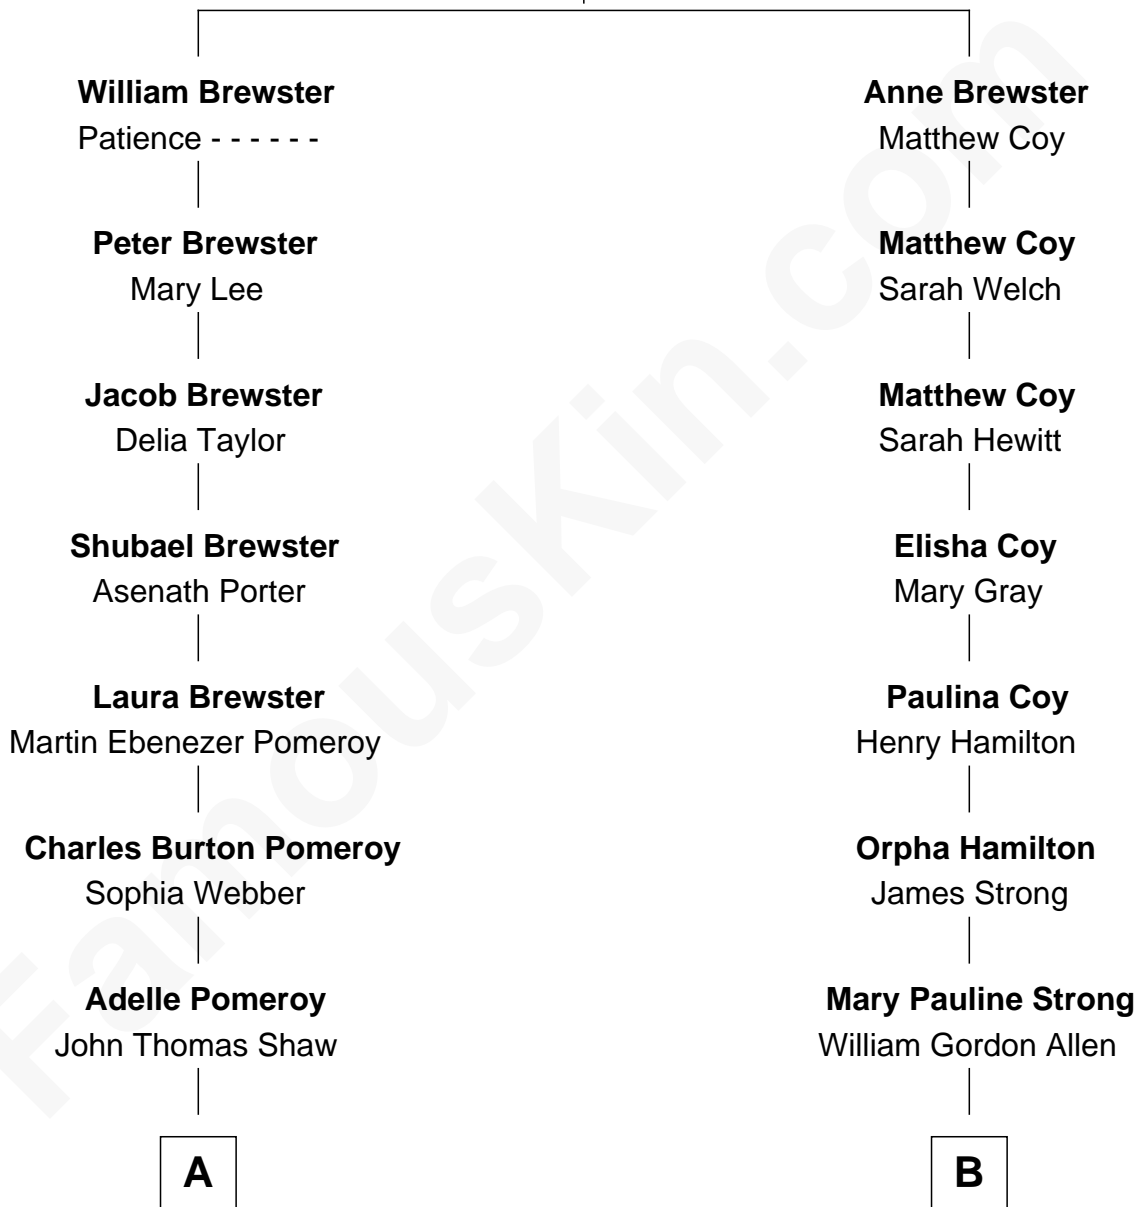 William Brewster
Patience - - - - - -
Peter Brewster
Mary Lee
Jacob Brewster
Delia Taylor
Shubael Brewster
Asenath Porter
Laura Brewster
Martin Ebenezer Pomeroy
Charles Burton Pomeroy
Sophia Webber
Adelle Pomeroy
John Thomas Shaw
A
Anne Brewster
Matthew Coy
Matthew Coy
Sarah Welch
Matthew Coy
Sarah Hewitt
Elisha Coy
Mary Gray
Paulina Coy
Henry Hamilton
Orpha Hamilton
James Strong
Mary Pauline Strong
William Gordon Allen
B
FamousKin.com